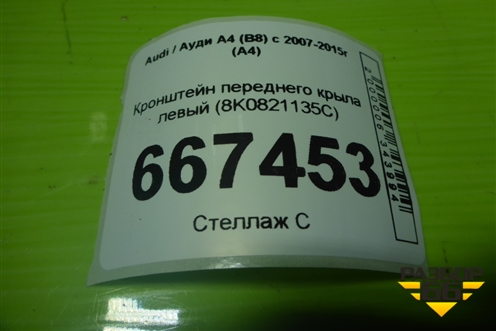 Audi / Ауди А4 (B8) с 2007-2015г
(A4)
Кронштейн переднего крыла
левый (8K0821135C)
667453
Стеллаж С